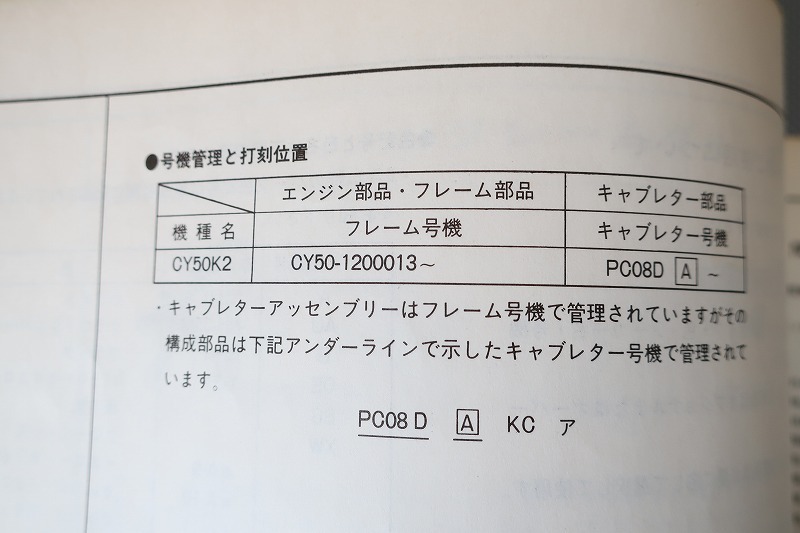 ●号機管理と打刻位置
エンジン部品・フレーム部品 キャブレター部品
機種名 フレーム号機 キャブレター号機
CY50K2 CY50-1200013～ PC08D A ～
・キャブレターアッセンブリーはフレーム号機で管理されていますがその
構成部品は下記アンダーラインで示したキャブレター号機で管理されて
います。
PC08 D A KC ア